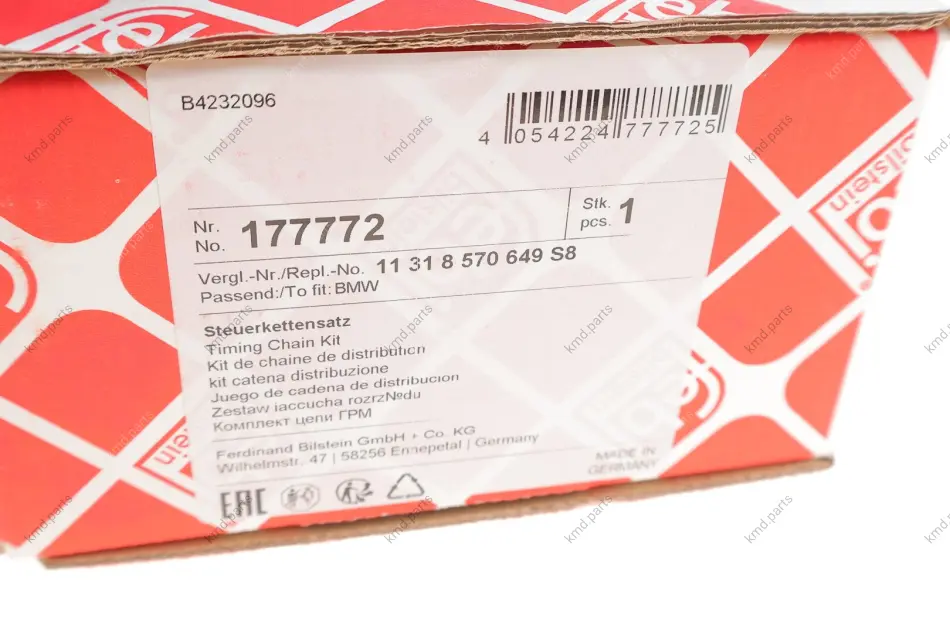 febi
B4232096
4 054224 777725
Nr.
No. 177772
Stk.
pcs. 1
Vergl.-Nr./Repl.-No. 11 31 8 570 649 S8
Passend:/To fit: BMW
Steuerkettensatz
Timing Chain Kit
Kit de chaine de distribution
kit catena distribuzione
Juego de cadena de distribucion
Zestaw iaccucha rozrz№du
Комплект цепи ГРМ
Ferdinand Bilstein GmbH + Co. KG
Wilhelmstr. 47 | 58256 Ennepetal | Germany
MADE IN
GERMANY
EAC
bilstein
kmd.parts